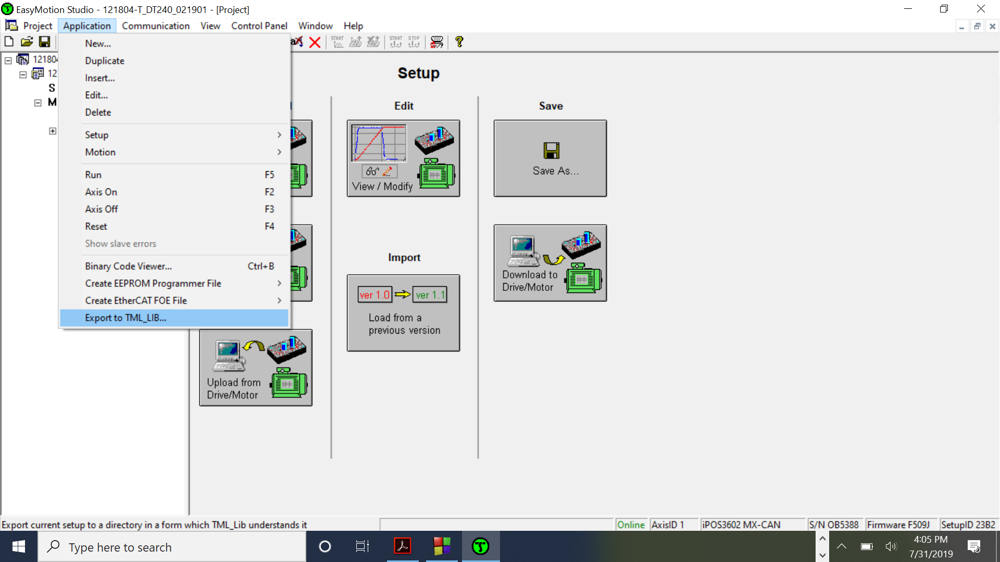 EasyMotion Studio - 121804-T_DT240_021901 - [Project]
Project Application Communication View Control Panel Window Help
START START STOP
12180
12
S
M
New...
Duplicate
Insert...
Edit...
Delete
Setup
Motion
Run F5
Axis On F2
Axis Off F3
Reset F4
Show slave errors
Binary Code Viewer... Ctrl+B
Create EEPROM Programmer File
Create EtherCAT FOE File
Export to TML_LIB...
Setup
Edit
Save
View / Modify
Save As...
Import
ver 1.0 ver 1.1
Load from a
previous version
Download to
Drive/Motor
Upload from
Drive/Motor
Export current setup to a directory in a form which TML_Lib understands it
Online AxisID 1 iPOS3602 MX-CAN S/N OB5388 Firmware F509J SetupID 23B2
Type here to search
4:05 PM
7/31/2019